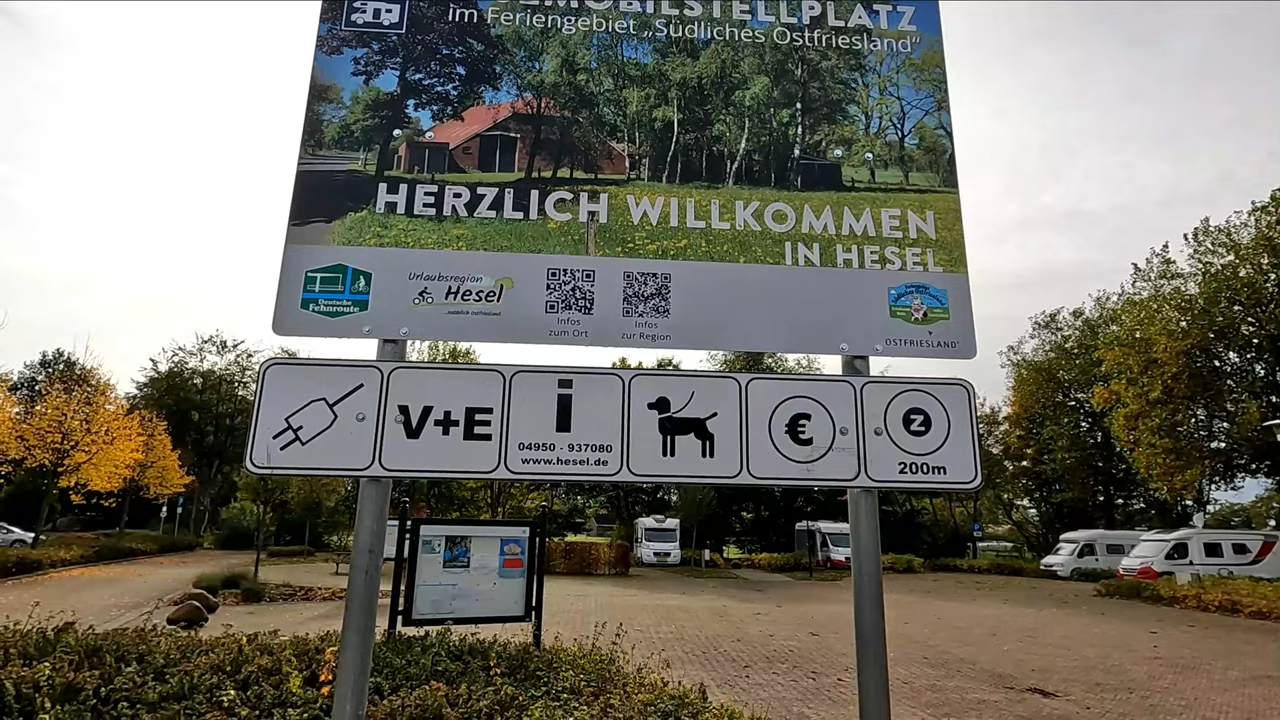 im Feriengebiet „Südliches Ostfriesland“
HERZLICH WILLKOMMEN
IN HESEL
Deutsche
Fehnroute
Urlaubsregion
Hesel
...natürlich ostfriesland.
Infos
zum Ort
Infos
zur Region
OSTFRIESLAND
V+E
i
04950 - 937080
www.hesel.de
€
Z
200m